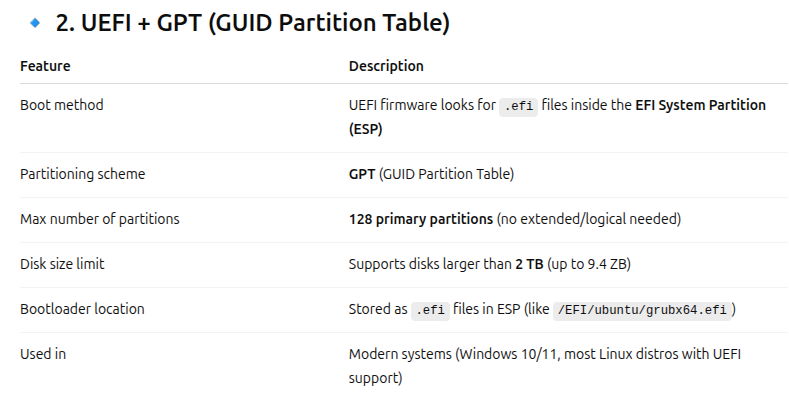 🔹 2. UEFI + GPT (GUID Partition Table)
Feature Description
Boot method UEFI firmware looks for .efi files inside the EFI System Partition
(ESP)
Partitioning scheme GPT (GUID Partition Table)
Max number of partitions 128 primary partitions (no extended/logical needed)
Disk size limit Supports disks larger than 2 TB (up to 9.4 ZB)
Bootloader location Stored as .efi files in ESP (like /EFI/ubuntu/grubx64.efi)
Used in Modern systems (Windows 10/11, most Linux distros with UEFI
support)